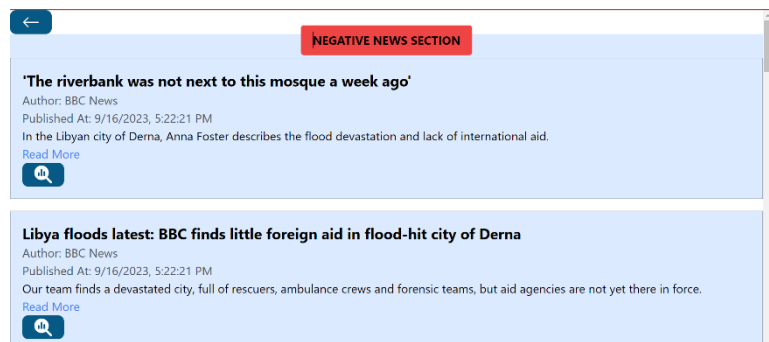 NEGATIVE NEWS SECTION
'The riverbank was not next to this mosque a week ago'
Author: BBC News
Published At: 9/16/2023, 5:22:21 PM
In the Libyan city of Derna, Anna Foster describes the flood devastation and lack of international aid.
Read More
Libya floods latest: BBC finds little foreign aid in flood-hit city of Derna
Author: BBC News
Published At: 9/16/2023, 5:22:21 PM
Our team finds a devastated city, full of rescuers, ambulance crews and forensic teams, but aid agencies are not yet there in force.
Read More